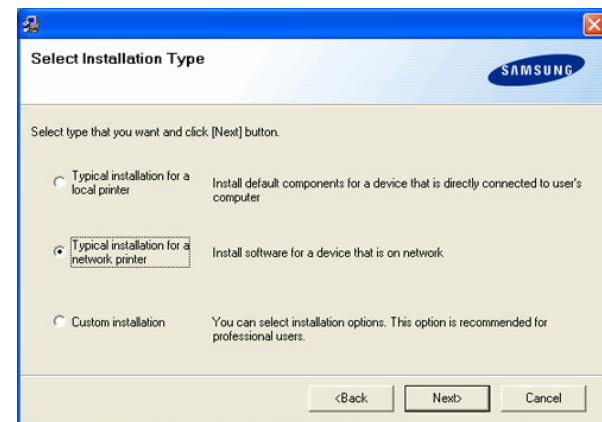 Select Installation Type
SAMSUNG
Select type that you want and click [Next] button.
Typical installation for a
local printer
Install default components for a device that is directly connected to user's
computer
Typical installation for a
network printer
Install software for a device that is on network
Custom installation
You can select installation options. This option is recommended for
professional users.
<Back
Next>
Cancel